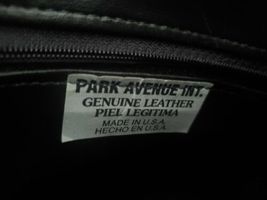 PARK AVENUE INT.
GENUINE LEATHER
PIEL LEGITIMA
MADE IN U.S.A.
HECHO EN U.S.A.